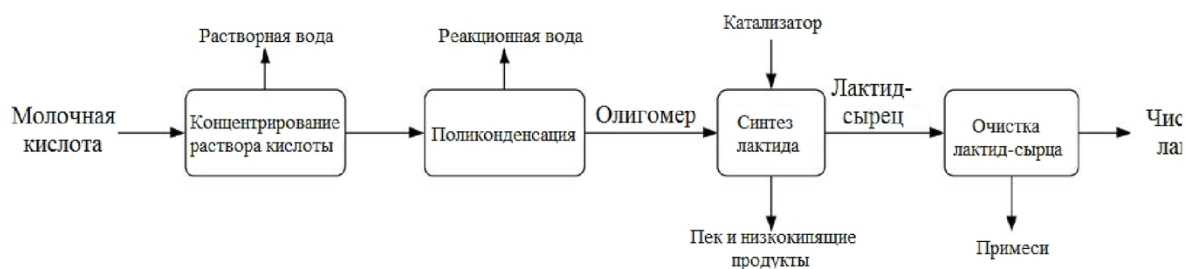 Растворная вода
Реакционная вода
Катализатор
Молочная
кислота
Концентрирование
раствора кислоты
Поликонденсация
Олигомер
Синтез
лактида
Лактид-
сырец
Очистка
лактид-сырца
Пек и низкокипящие
продукты
Примеси